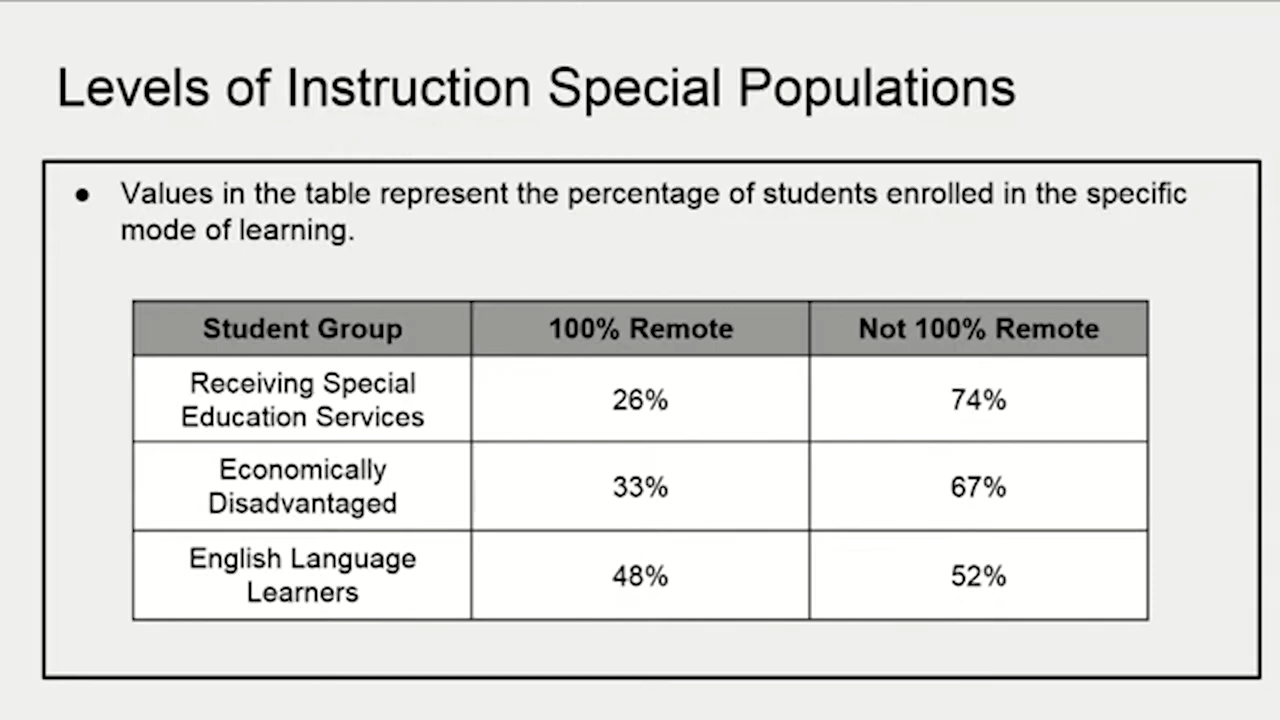 Levels of Instruction Special Populations
● Values in the table represent the percentage of students enrolled in the specific
mode of learning.
Student Group 100% Remote Not 100% Remote
Receiving Special
Education Services 26% 74%
Economically
Disadvantaged 33% 67%
English Language
Learners 48% 52%